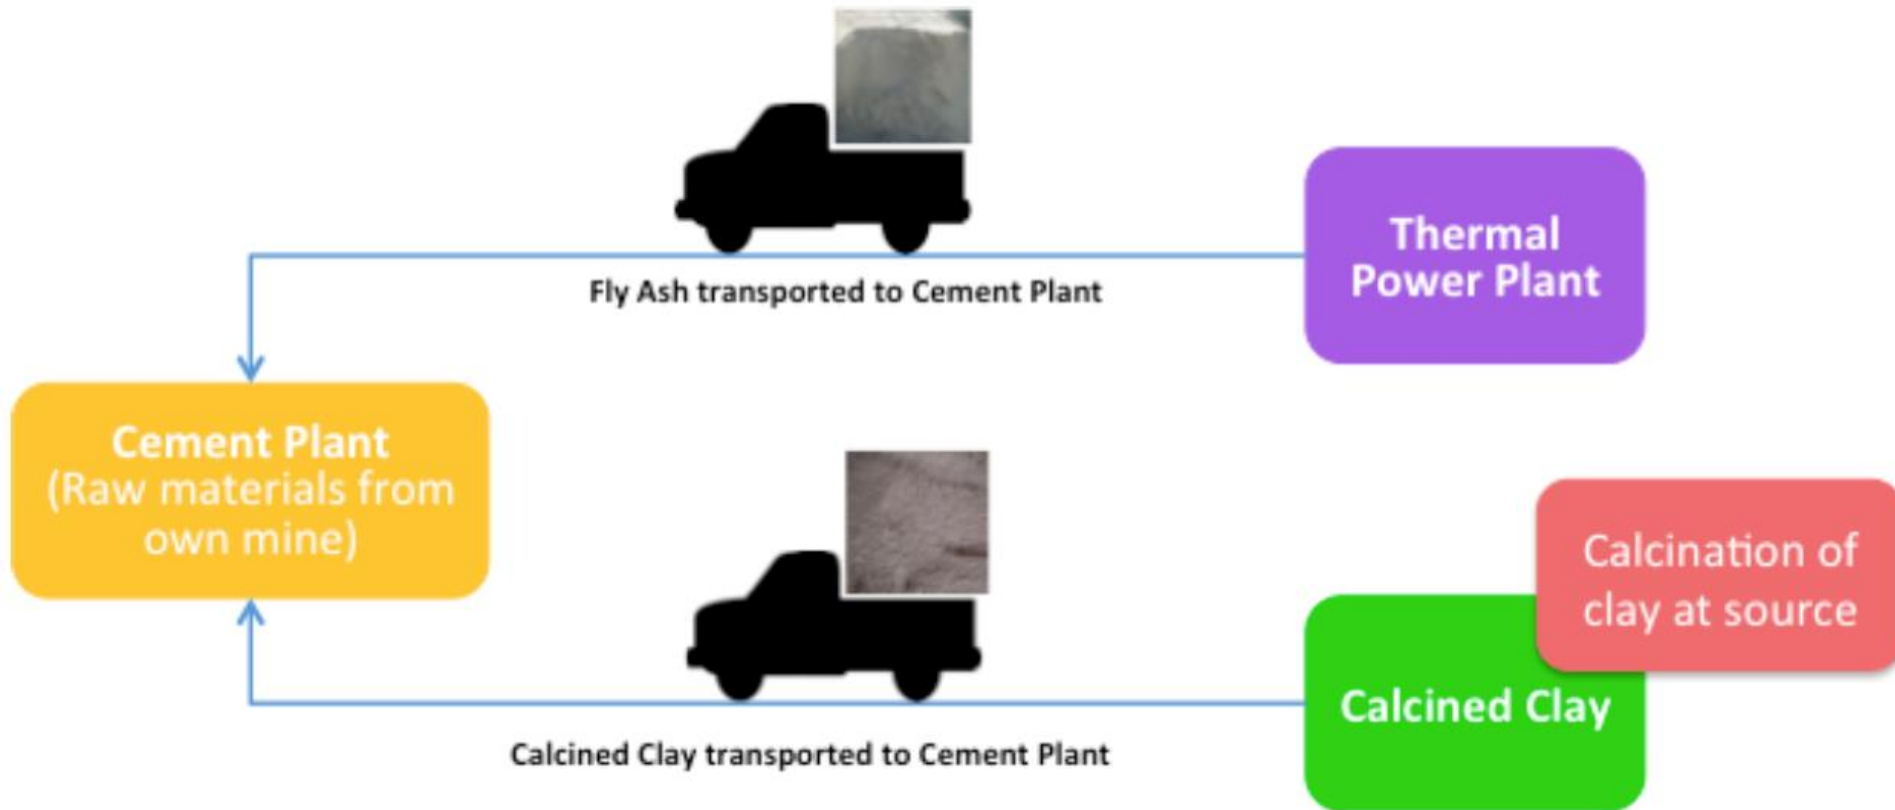 Thermal
Power Plant
Fly Ash transported to Cement Plant
Cement Plant
(Raw materials from
own mine)
Calcination of
clay at source
Calcined Clay
Calcined Clay transported to Cement Plant